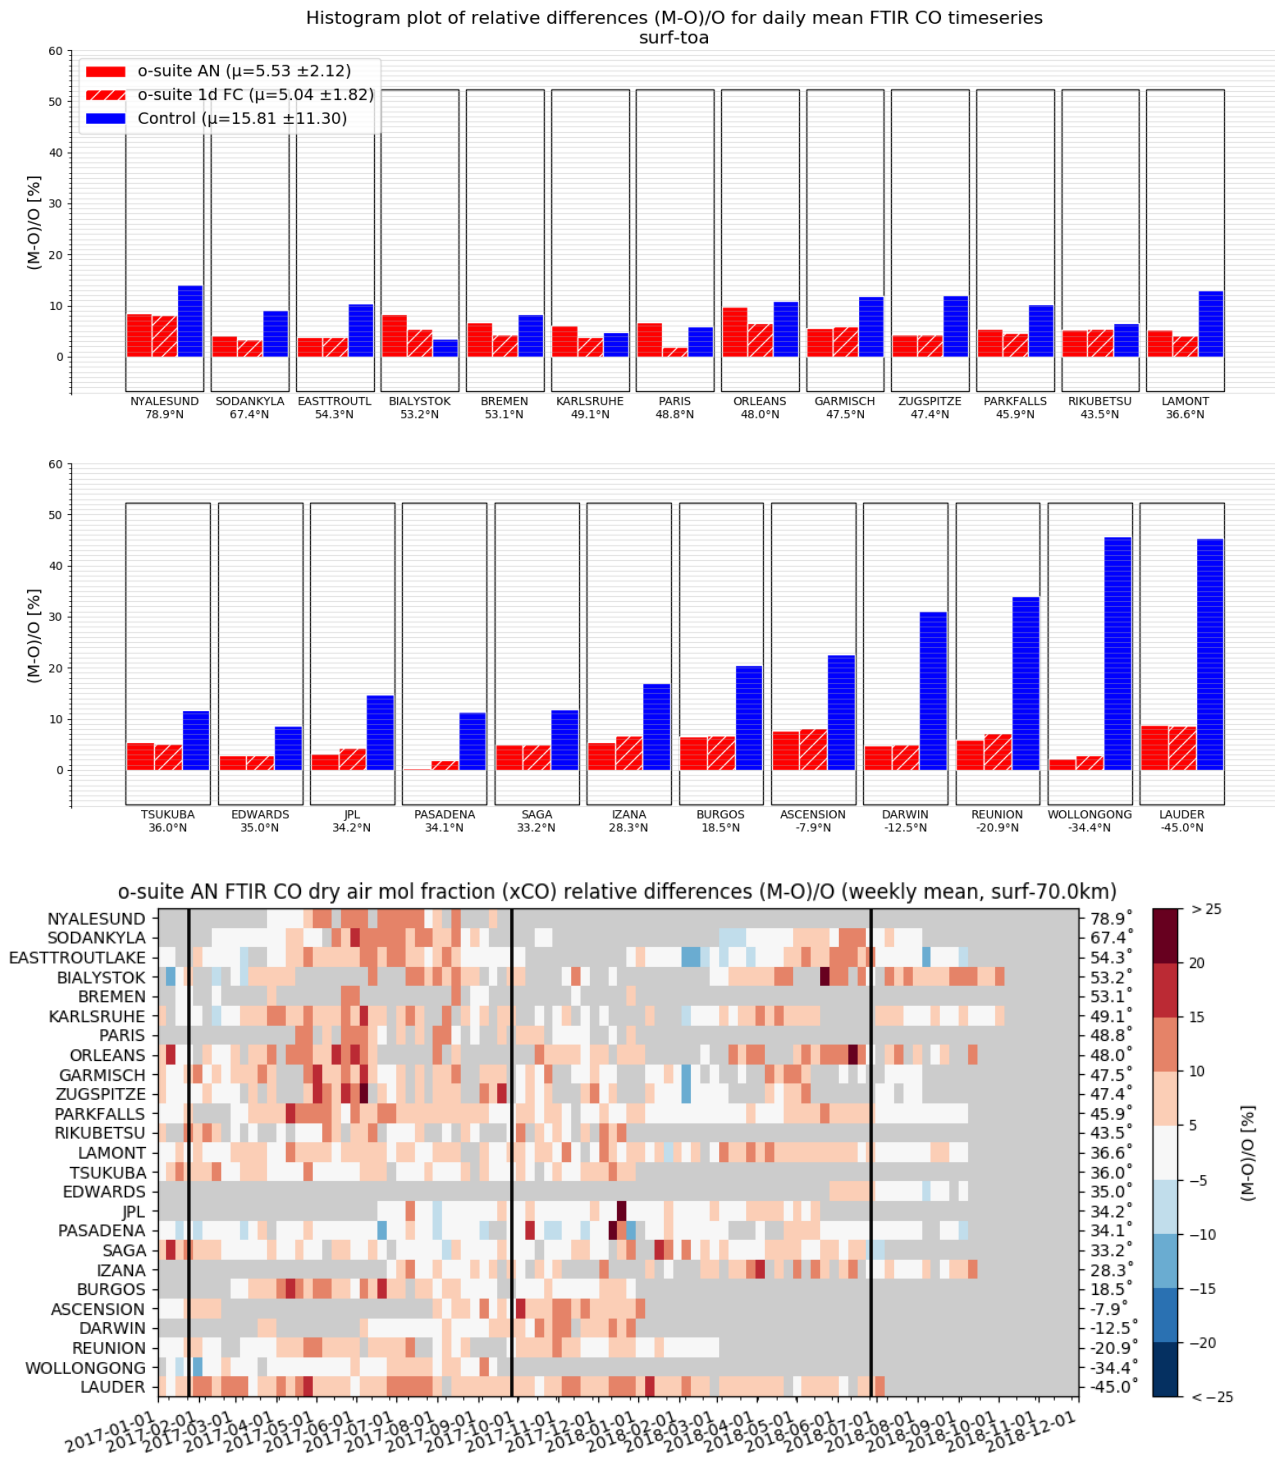 Histogram plot of relative differences (M-O)/O for daily mean FTIR CO timeseries
surf-toa
o-suite AN (μ=5.53 ±2.12)
o-suite 1d FC (μ=5.04 ±1.82)
Control (μ=15.81 ±11.30)
(M-O)/O [%]
60
50
40
30
20
10
0
NYALESUND SODANKYLA EASTTROUTL BIALYSTOK BREMEN KARLSRUHE PARIS ORLEANS GARMISCH ZUGSPITZE PARKFALLS RIKUBETSU LAMONT
78.9°N 67.4°N 54.3°N 53.2°N 53.1°N 49.1°N 48.8°N 48.0°N 47.5°N 47.4°N 45.9°N 43.5°N 36.6°N
(M-O)/O [%]
60
50
40
30
20
10
0
TSUKUBA EDWARDS JPL PASADENA SAGA IZANA BURGOS ASCENSION DARWIN REUNION WOLLONGONG LAUDER
36.0°N 35.0°N 34.2°N 34.1°N 33.2°N 28.3°N 18.5°N -7.9°N -12.5°N -20.9°N -34.4°N -45.0°N
o-suite AN FTIR CO dry air mol fraction (xCO) relative differences (M-O)/O (weekly mean, surf-70.0km)
NYALESUND 78.9°
SODANKYLA 67.4°
EASTTROUTLAKE 54.3°
BIALYSTOK 53.2°
BREMEN 53.1°
KARLSRUHE 49.1°
PARIS 48.8°
ORLEANS 48.0°
GARMISCH 47.5°
ZUGSPITZE 47.4°
PARKFALLS 45.9°
RIKUBETSU 43.5°
LAMONT 36.6°
TSUKUBA 36.0°
EDWARDS 35.0°
JPL 34.2°
PASADENA 34.1°
SAGA 33.2°
IZANA 28.3°
BURGOS 18.5°
ASCENSION -7.9°
DARWIN -12.5°
REUNION -20.9°
WOLLONGONG -34.4°
LAUDER -45.0°
2017-01-01 2017-02-01 2017-03-01 2017-04-01 2017-05-01 2017-06-01 2017-07-01 2017-08-01 2017-09-01 2017-10-01 2017-11-01 2017-12-01 2018-01-01 2018-02-01 2018-03-01 2018-04-01 2018-05-01 2018-06-01 2018-07-01 2018-08-01 2018-09-01 2018-10-01 2018-11-01 2018-12-01
> 25
20
15
10
5
−5
−10
−15
−20
< −25
(M-O)/O [%]